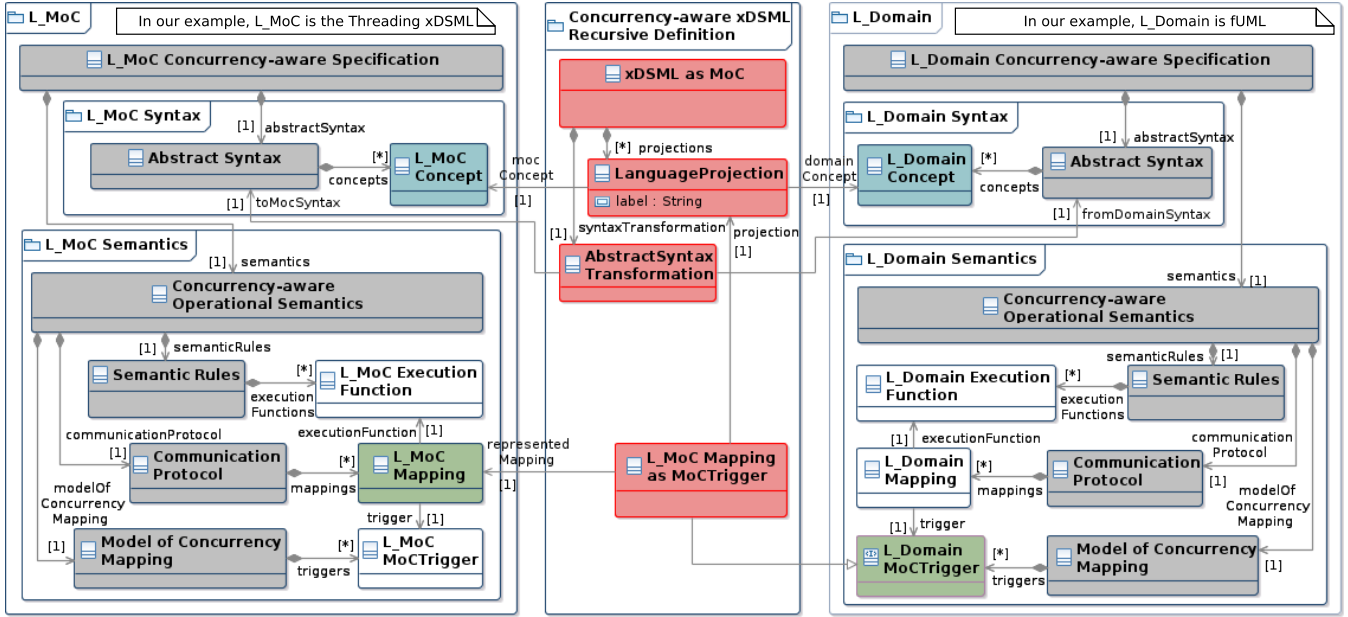 L_MoC
In our example, L_MoC is the Threading xDSML
L_MoC Concurrency-aware Specification
L_MoC Syntax
[1]
abstractSyntax
Abstract Syntax
[*]
concepts
L_MoC
Concept
[1]
toMocSyntax
L_MoC Semantics
[1]
semantics
Concurrency-aware
Operational Semantics
[1]
semanticRules
Semantic Rules
[*]
execution
Functions
L_MoC Execution
Function
communicationProtocol
[1]
executionFunction
[1]
Communication
Protocol
[*]
mappings
L_MoC
Mapping
modelOf
Concurrency
Mapping
[1]
trigger
[1]
Model of Concurrency
Mapping
[*]
triggers
L_MoC
MoCTrigger
Concurrency-aware xDSML
Recursive Definition
xDSML as MoC
[*]
projections
moc
Concept
[1]
LanguageProjection
label : String
domain
Concept
[1]
[1]
syntaxTransformation
projection
[1]
AbstractSyntax
Transformation
represented
Mapping
[1]
L_MoC Mapping
as MoCTrigger
L_Domain
In our example, L_Domain is fUML
L_Domain Concurrency-aware Specification
L_Domain Syntax
[1]
abstractSyntax
L_Domain
Concept
[*]
concepts
Abstract Syntax
[1]
fromDomainSyntax
L_Domain Semantics
semantics
[1]
Concurrency-aware
Operational Semantics
semanticRules
[1]
L_Domain Execution
Function
[*]
execution
Functions
Semantic Rules
[1]
executionFunction
communication
Protocol
[1]
L_Domain
Mapping
[*]
mappings
Communication
Protocol
modelOf
Concurrency
Mapping
[1]
[1]
trigger
L_Domain
MoCTrigger
[*]
triggers
Model of Concurrency
Mapping